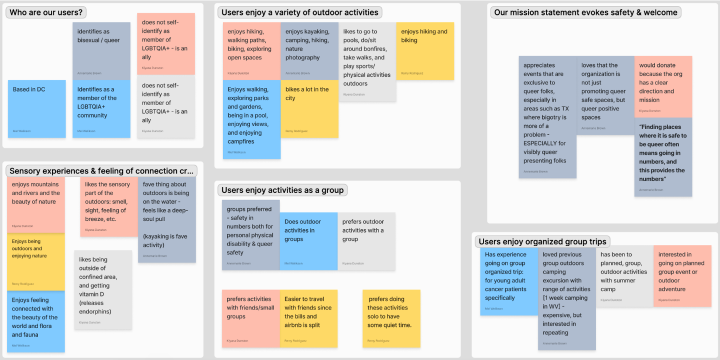 Who are our users?
identifies as
bisexual / queer
does not self-
identify as
member of
LGBTQIA+ - is an
ally
Based in DC
Identifies as a
member of the
LGBTQIA+
community
does not self-
identify as
member of
LGBTQIA+ - is an
ally
Users enjoy a variety of outdoor activities
enjoys hiking,
walking paths,
biking, exploring
open spaces
enjoys kayaking,
camping, hiking,
nature
photography
likes to go to
pools, do/sit
around bonfires,
take walks, and
play sports/
physical activities
outdoors
enjoys hiking and
biking
Enjoys walking,
exploring parks
and gardens,
being in a pool,
enjoying views,
and enjoying
campfires
bikes a lot in the
city
Our mission statement evokes safety & welcome
appreciates
events that are
exclusive to
queer folks,
especially in
areas such as TX
where bigotry is
more of a
problem -
ESPECIALLY for
visibly queer
presenting folks
loves that the
organization is not
just promoting
queer safe
spaces, but queer
positive spaces
would donate
because the org
has a clear
direction and
mission
"Finding places
where it is safe to
be queer often
means going in
numbers, and this
provides the
numbers"
Sensory experiences & feeling of connection cr...
enjoys mountains
and rivers and the
beauty of nature
likes the sensory
part of the
outdoors: smell,
sight, feeling of
breeze, etc.
fave thing about
outdoors is being
on the water -
feels like a deep-
soul pull
(kayaking is fave
activity)
Enjoys being
outdoors and
enjoying nature
likes being
outside of
confined area,
and getting
vitamin D
(releases
endorphins)
Enjoys feeling
connected with
the beauty of the
world and flora
and fauna
Users enjoy activities as a group
groups preferred
- safety in
numbers both for
personal physical
disability & queer
safety
Does outdoor
activities in
groups
prefers outdoor
activities with a
group
prefers activities
with friends/small
groups
Easier to travel
with friends since
the bills and
airbnb is split
prefers doing
these activities
solo to have
some quiet time.
Users enjoy organized group trips
Has experience
going on group
organized trip:
for young adult
cancer patients
specifically
loved previous
group outdoors
camping
excursion with
range of activities
[1 week camping
in WV] -
expensive, but
interested in
repeating
has been to
planned, group,
outdoor activities
with summer
camp
interested in
going on planned
group event or
outdoor
adventure